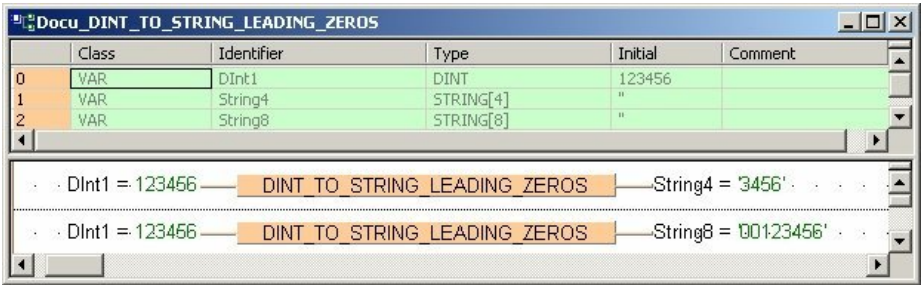 Docu_DINT_TO_STRING_LEADING_ZEROS
Class Identifier Type Initial Comment
0 VAR DInt1 DINT 123456
1 VAR String4 STRING[4] ''
2 VAR String8 STRING[8] ''
DInt1 = 123456 DINT_TO_STRING_LEADING_ZEROS String4 = '3456'
DInt1 = 123456 DINT_TO_STRING_LEADING_ZEROS String8 = '00123456'